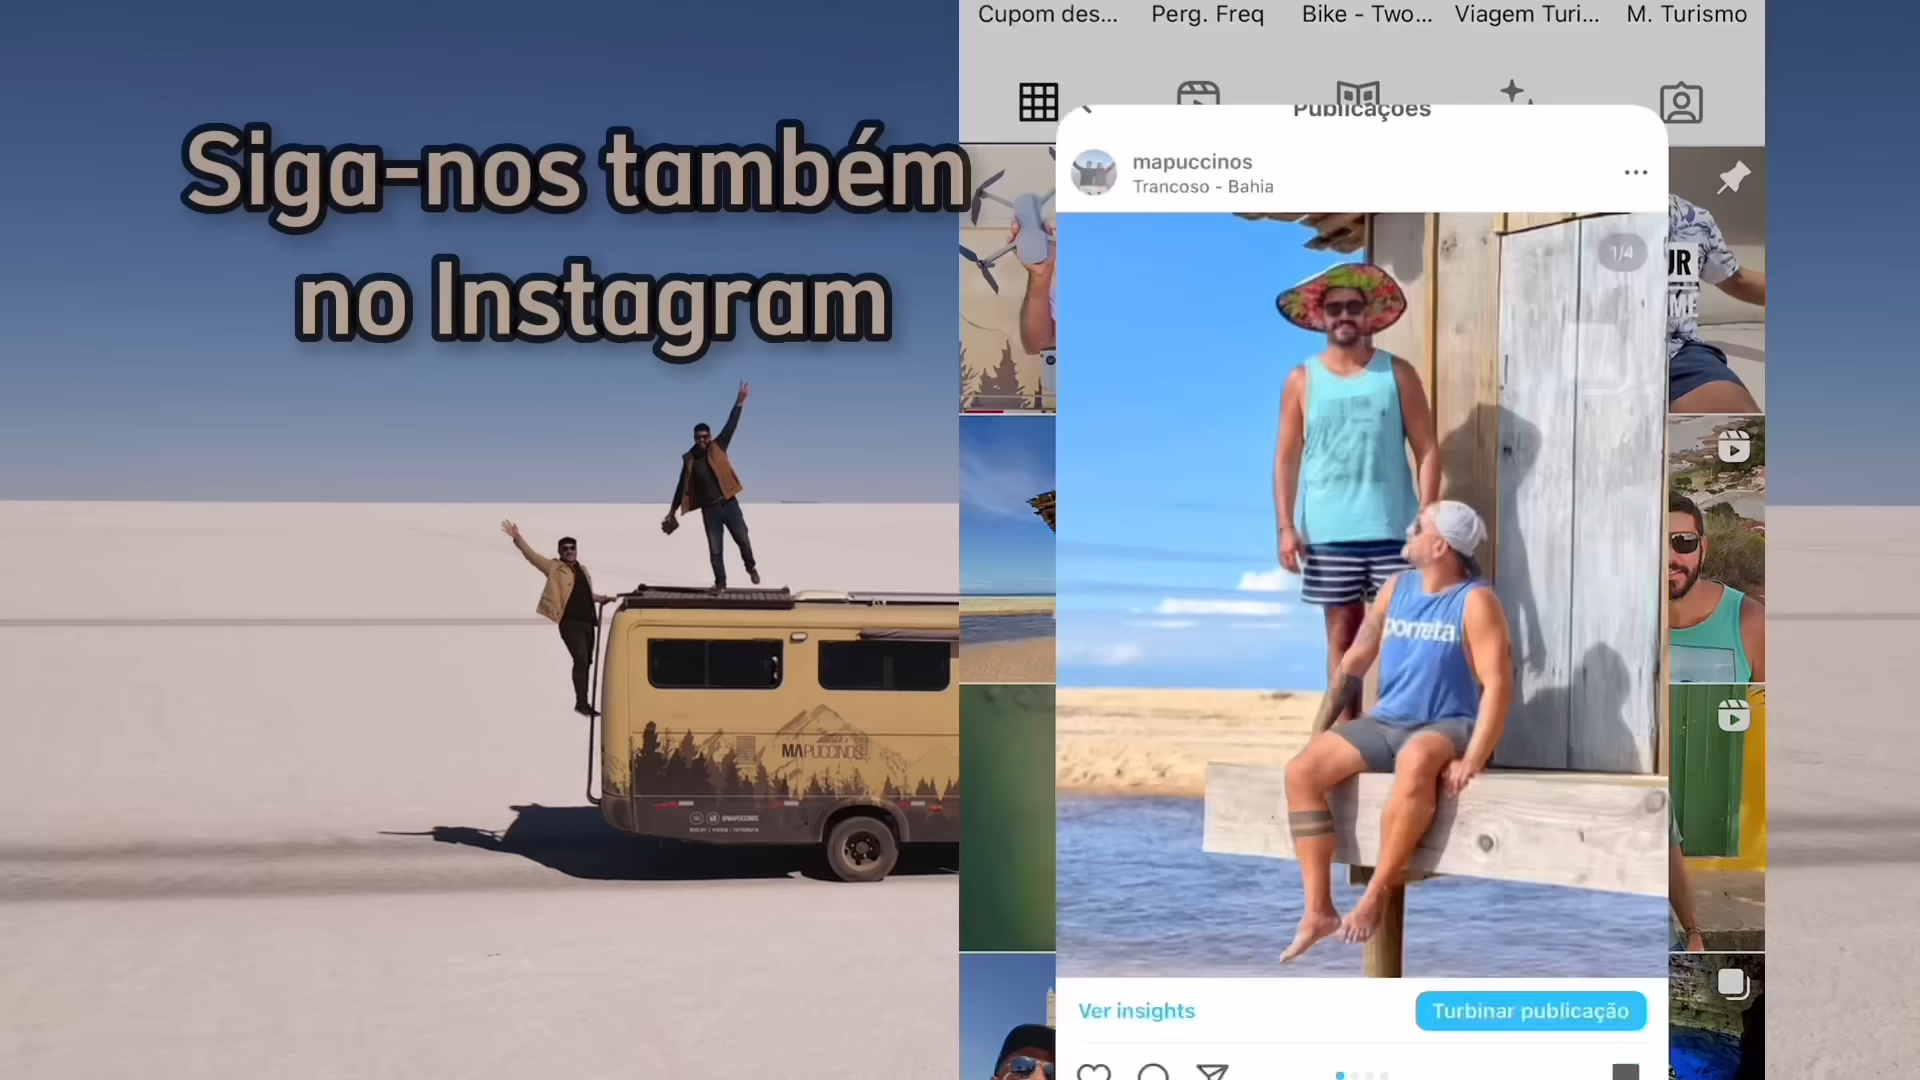 Siga-nos também
no Instagram
Cupom des...
Perg. Freq
Bike - Two...
Viagem Turi...
M. Turismo
Publicações
mapuccinos
Trancoso - Bahia
1/4
porreta
MAPUCCINOS
@MAPUCCINOS
Ver insights
Turbinar publicação